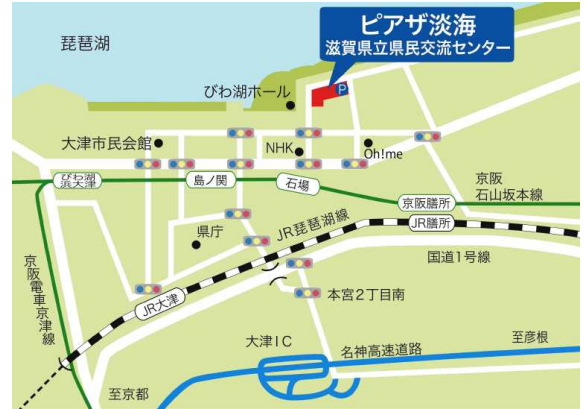 ピアザ淡海
滋賀県立県民交流センター
琵琶湖
P
びわ湖ホール
大津市民会館
NHK
Oh!me
びわ湖
浜大津
島ノ関
石場
京阪
石山坂本線
京阪膳所
JR膳所
県庁
JR琵琶湖線
国道1号線
京阪電車京津線
JR大津
本宮2丁目南
大津IC
名神高速道路
至彦根
至京都